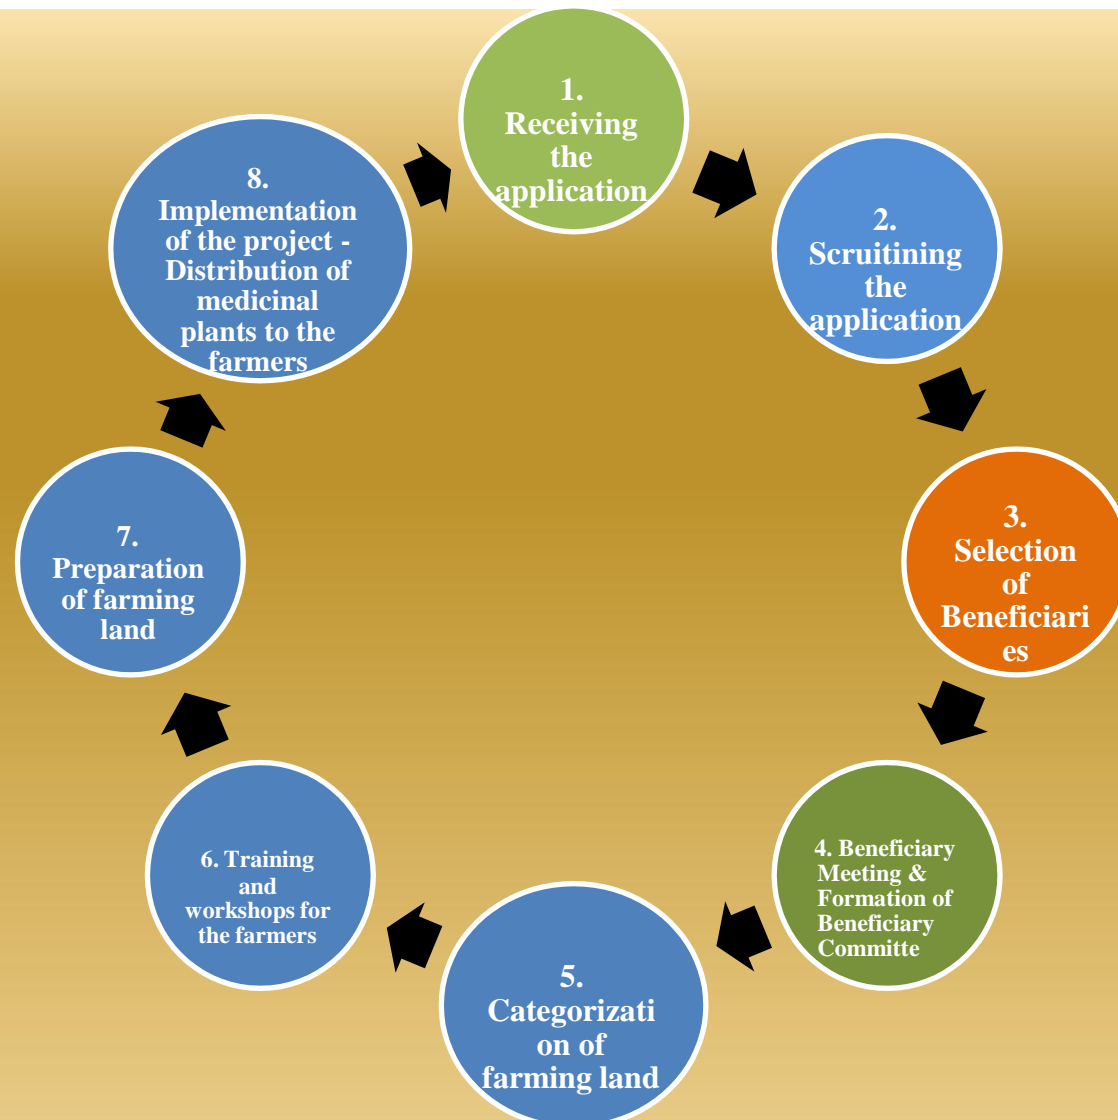 1.
Receiving
the
application
2.
Scruitining
the
application
3.
Selection
of
Beneficiari
es
4. Beneficiary
Meeting &
Formation of
Beneficiary
Committe
5.
Categorizati
on of
farming land
6. Training
and
workshops for
the farmers
7.
Preparation
of farming
land
8.
Implementation
of the project -
Distribution of
medicinal
plants to the
farmers